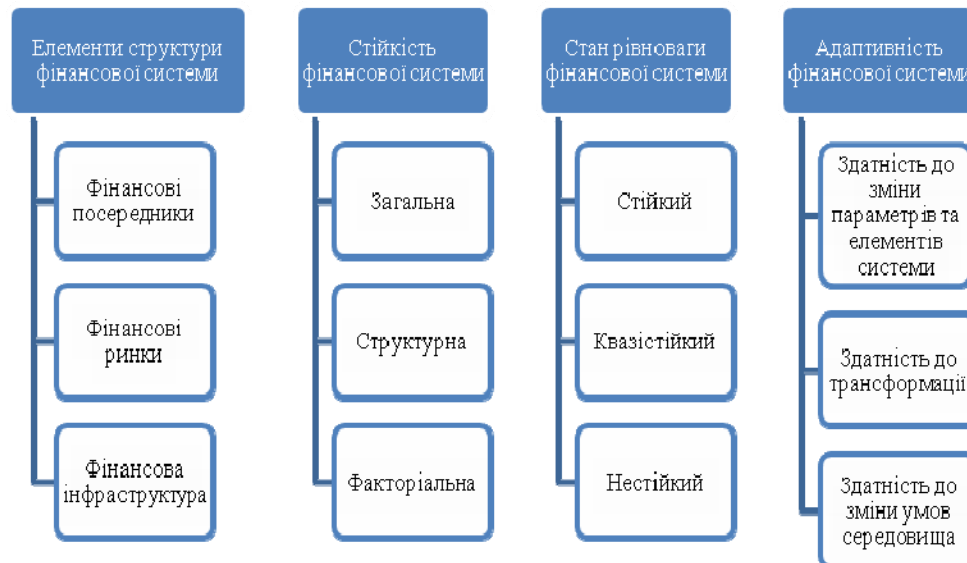 Елементи структури
фінансової системи
Фінансові
посередники
Фінансові
ринки
Фінансова
інфраструктура
Стійкість
фінансової системи
Загальна
Структурна
Факторіальна
Стан рівноваги
фінансової системи
Стійкий
Квазістійкий
Нестійкий
Адаптивність
фінансової системи
Здатність до
зміни
параметрів та
елементів
системи
Здатність до
трансформації
Здатність до
зміни умов
середовища